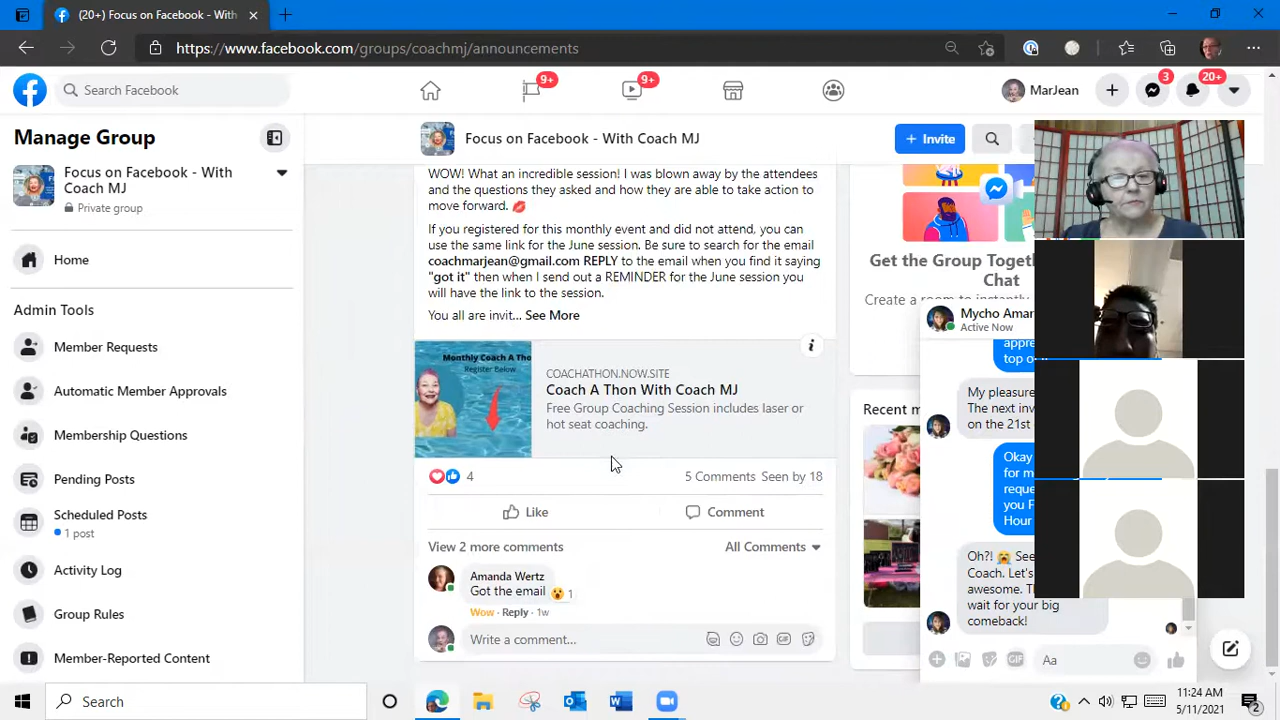 (20+) Focus on Facebook - With
https://www.facebook.com/groups/coachmj/announcements
Search Facebook
9+
9+
MarJean
3
20+
Manage Group
Focus on Facebook - With
Coach MJ
Private group
Home
Admin Tools
Member Requests
Automatic Member Approvals
Membership Questions
Pending Posts
Scheduled Posts
1 post
Activity Log
Group Rules
Member-Reported Content
Focus on Facebook - With Coach MJ
+ Invite
WOW! What an incredible session! I was blown away by the attendees
and the questions they asked and how they are able to take action to
move forward. 💋
If you registered for this monthly event and did not attend, you can
use the same link for the June session. Be sure to search for the email
coachmarjean@gmail.com REPLY to the email when you find it saying
"got it" then when I send out a REMINDER for the June session you
will have the link to the session.
You all are invit... See More
Monthly Coach A Tho
Register Below
COACHATHON.NOW.SITE
Coach A Thon With Coach MJ
Free Group Coaching Session includes laser or
hot seat coaching.
4
5 Comments Seen by 18
Like
Comment
View 2 more comments
All Comments
Amanda Wertz
Got the email
1
Wow · Reply · 1w
Write a comment...
GIF
Get the Group Togeth
Chat
Create a room to instantly
Recent m
Mycho Amar
Active Now
appre
top o
My pleasure
The next inv
on the 21st
Okay
for m
reque
you F
Hour
Oh?! 😭 See
Coach. Let's
awesome. Th
wait for your big
comeback!
GIF
Aa
Search
11:24 AM
5/11/2021
2